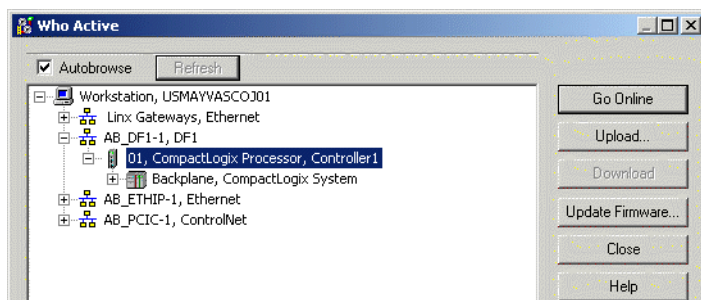 Who Active
Autobrowse
Refresh
Workstation, USMAYVASCOJ01
Linx Gateways, Ethernet
AB_DF1-1, DF1
01, CompactLogix Processor, Controller1
Backplane, CompactLogix System
AB_ETHIP-1, Ethernet
AB_PCIC-1, ControlNet
Go Online
Upload...
Download
Update Firmware...
Close
Help